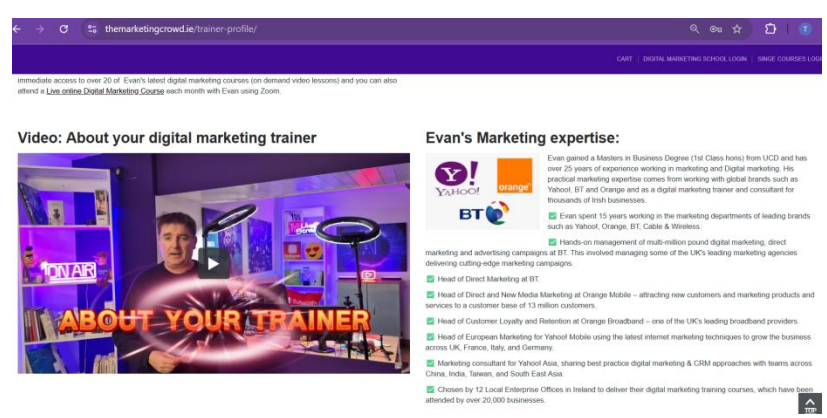 themarketingcrowd.ie/trainer-profile/
T
CART | DIGITAL MARKETING SCHOOL LOGIN | SINGE COURSES LOGI
immediate access to over 20 of Evan's latest digital marketing courses (on demand video lessons) and you can also
attend a Live online Digital Marketing Course each month with Evan using Zoom.
Video: About your digital marketing trainer
ON AIR
ABOUT YOUR TRAINER
Evan's Marketing expertise:
YAHOO!
orange
BT
Evan gained a Masters in Business Degree (1st Class hons) from UCD and has
over 25 years of experience working in marketing and Digital marketing. His
practical marketing expertise comes from working with global brands such as
Yahoo!, BT and Orange and as a digital marketing trainer and consultant for
thousands of Irish businesses.
✅ Evan spent 15 years working in the marketing departments of leading brands
such as Yahoo!, Orange, BT, Cable & Wireless.
✅ Hands-on management of multi-million pound digital marketing, direct
marketing and advertising campaigns at BT. This involved managing some of the UK's leading marketing agencies
delivering cutting-edge marketing campaigns.
✅ Head of Direct Marketing at BT.
✅ Head of Direct and New Media Marketing at Orange Mobile – attracting new customers and marketing products and
services to a customer base of 13 million customers.
✅ Head of Customer Loyalty and Retention at Orange Broadband – one of the UK's leading broadband providers.
✅ Head of European Marketing for Yahoo! Mobile using the latest internet marketing techniques to grow the business
across UK, France, Italy, and Germany.
✅ Marketing consultant for Yahoo! Asia, sharing best practice digital marketing & CRM approaches with teams across
China, India, Taiwan, and South East Asia.
✅ Chosen by 12 Local Enterprise Offices in Ireland to deliver their digital marketing training courses, which have been
attended by over 20,000 businesses.
TOP